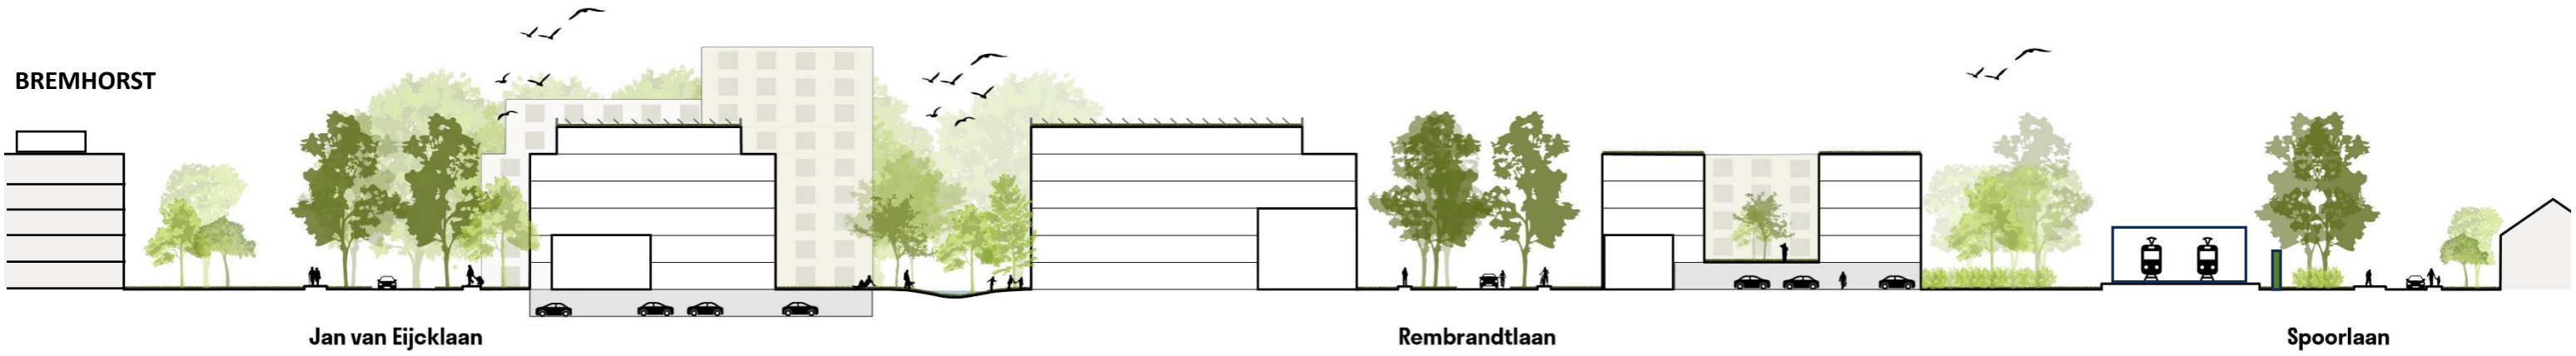 BREMHORST
Jan van Eijcklaan
Rembrandtlaan
Spoorlaan